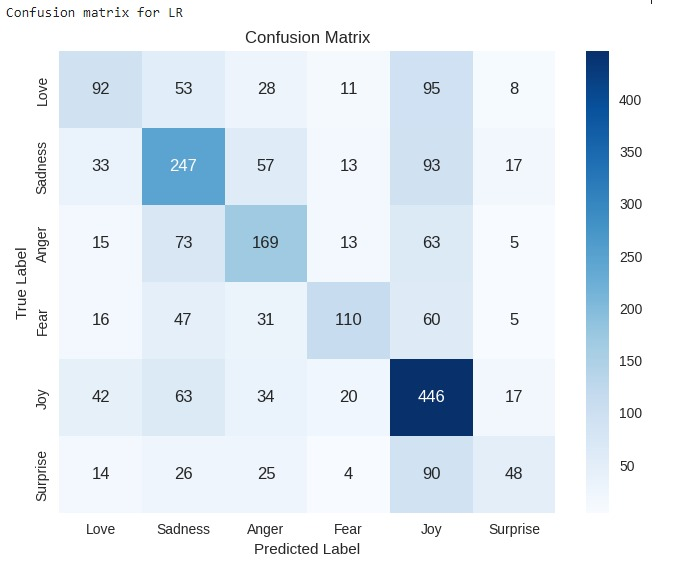 Confusion matrix for LR
Confusion Matrix
Love 92 53 28 11 95 8
Sadness 33 247 57 13 93 17
Anger 15 73 169 13 63 5
Fear 16 47 31 110 60 5
Joy 42 63 34 20 446 17
Surprise 14 26 25 4 90 48
Love Sadness Anger Fear Joy Surprise
Predicted Label
True Label
400
350
300
250
200
150
100
50